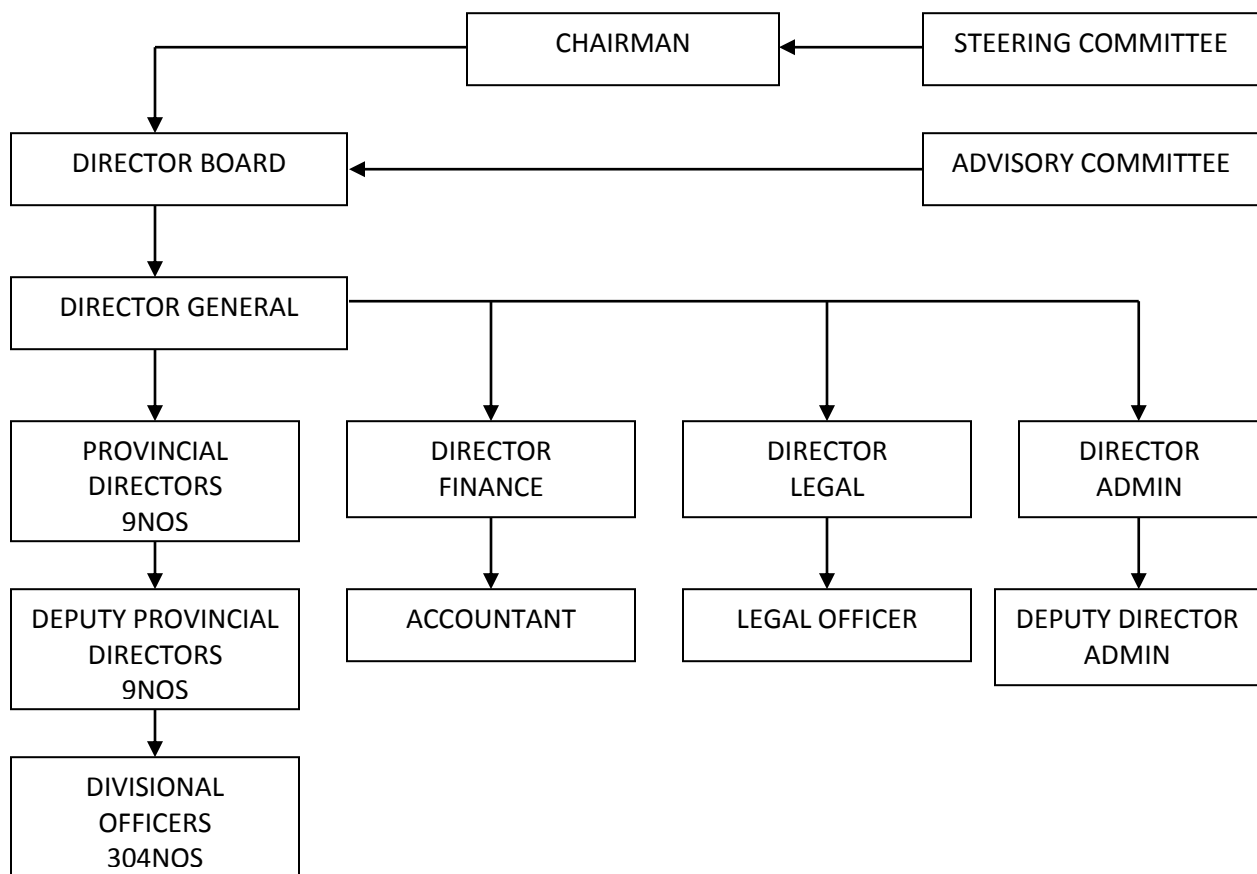 CHAIRMAN
STEERING COMMITTEE
DIRECTOR BOARD
ADVISORY COMMITTEE
DIRECTOR GENERAL
PROVINCIAL
DIRECTORS
9NOS
DIRECTOR
FINANCE
DIRECTOR
LEGAL
DIRECTOR
ADMIN
DEPUTY PROVINCIAL
DIRECTORS
9NOS
ACCOUNTANT
LEGAL OFFICER
DEPUTY DIRECTOR
ADMIN
DIVISIONAL
OFFICERS
304NOS